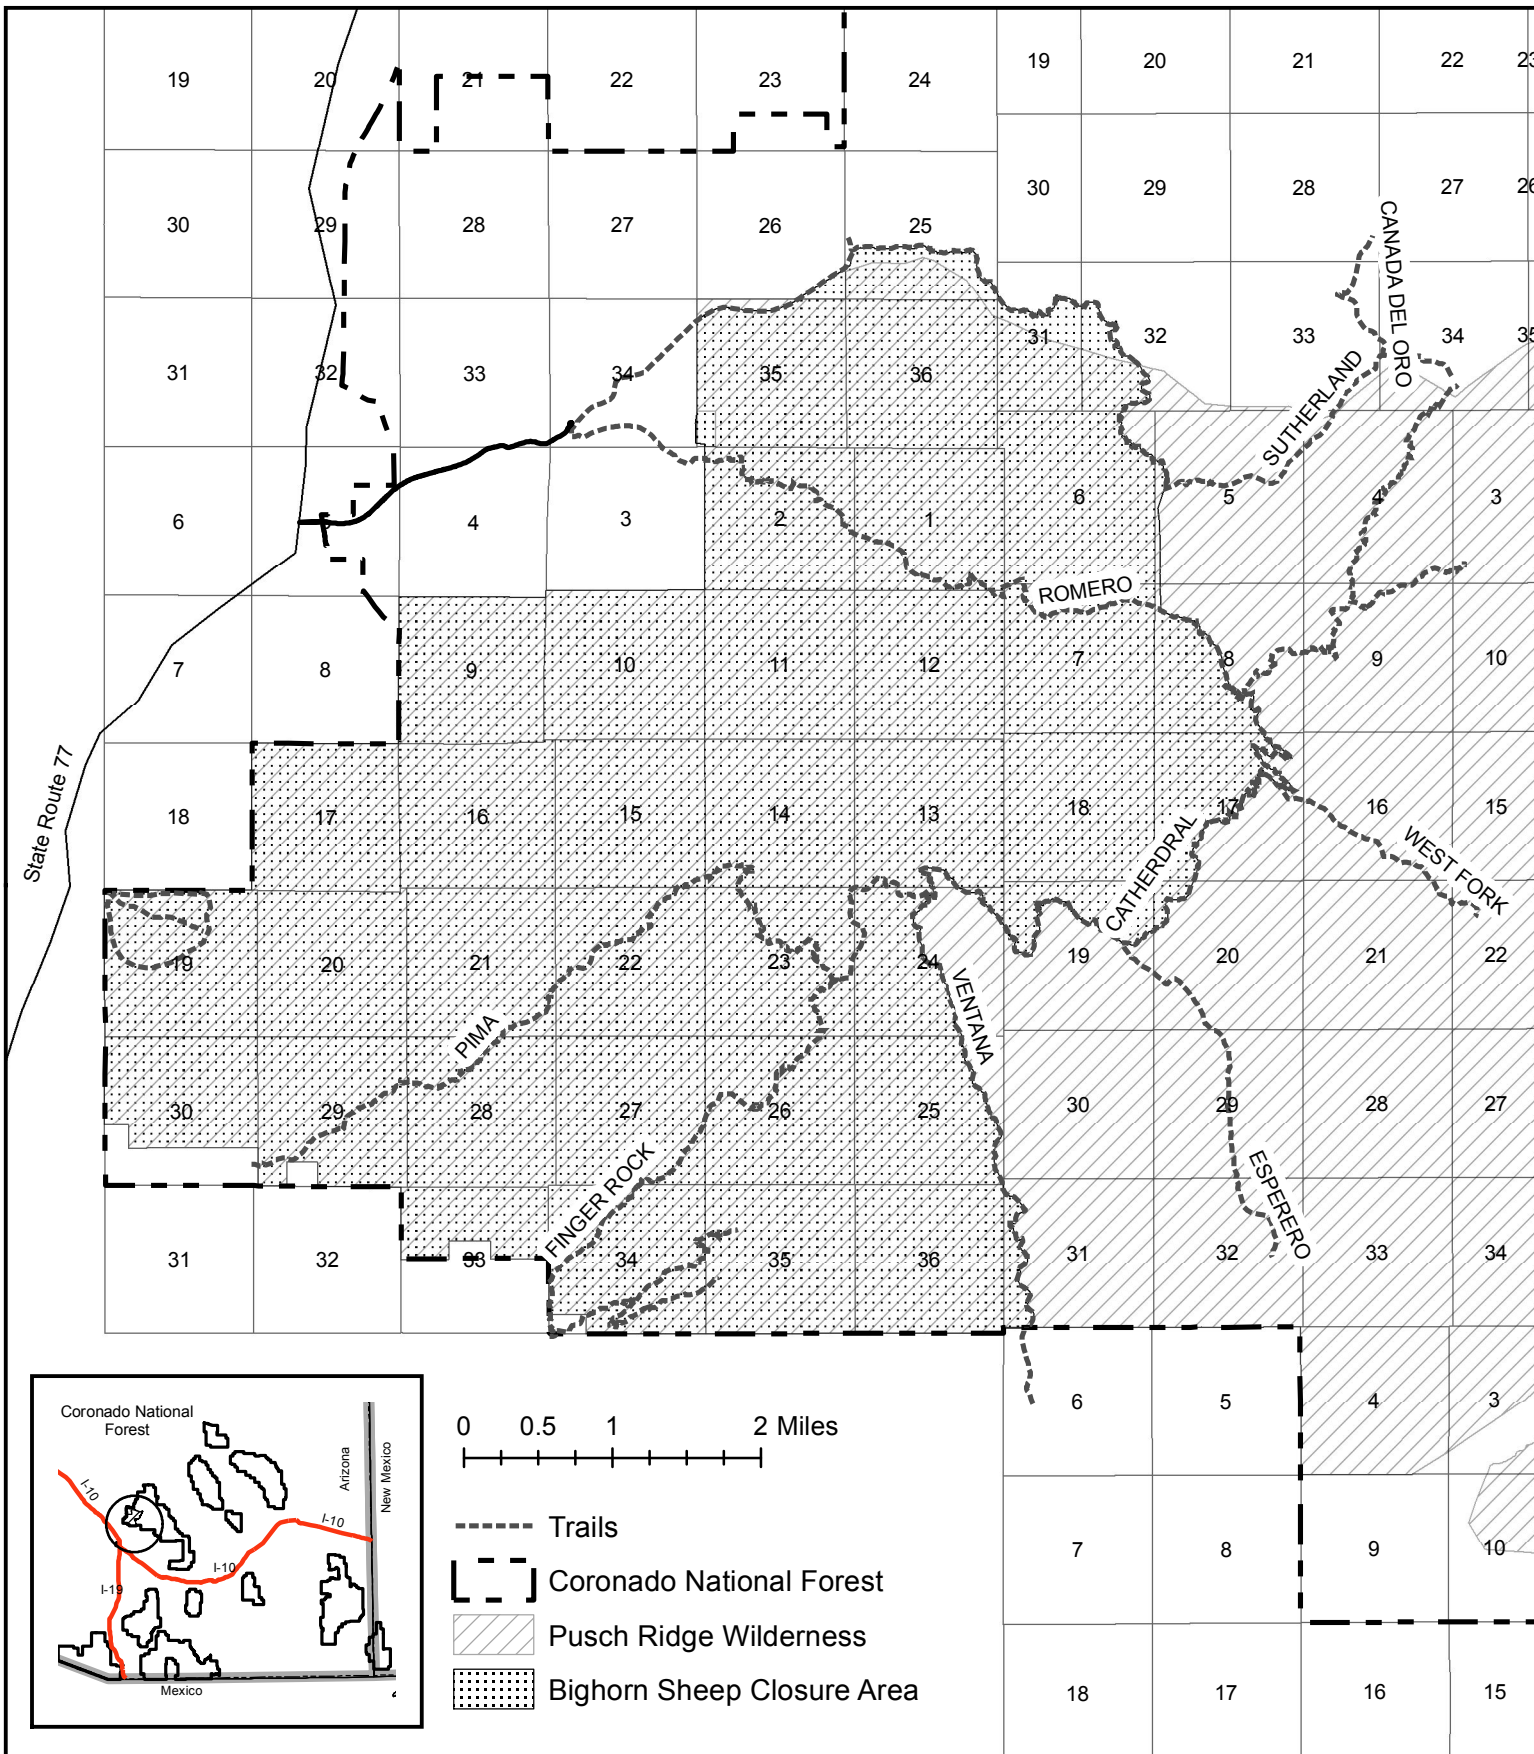 19 20 21 22 23 24 19 20 21 22 23
30 29 28 27 26 25 30 29 28 27 26
CANADA DEL ORO
31 32 33 34 35 36 31 32 33 34 35
SUTHERLAND
6 5 4 3 2 1 6 5 4 3
ROMERO
7 8 9 10 11 12 7 8 9 10
State Route 77
18 17 16 15 14 13 18 17 16 15
CATHERDRAL
WEST FORK
19 20 21 22 23 24 19 20 21 22
VENTANA
PIMA
30 29 28 27 26 25 30 29 28 27
FINGER ROCK
ESPERERO
31 32 33 34 35 36 31 32 33 34
6 5 4 3
7 8 9 10
18 17 16 15
Coronado National
Forest
Arizona
New Mexico
I-10
I-10
I-10
I-19
Mexico
0 0.5 1 2 Miles
Trails
Coronado National Forest
Pusch Ridge Wilderness
Bighorn Sheep Closure Area